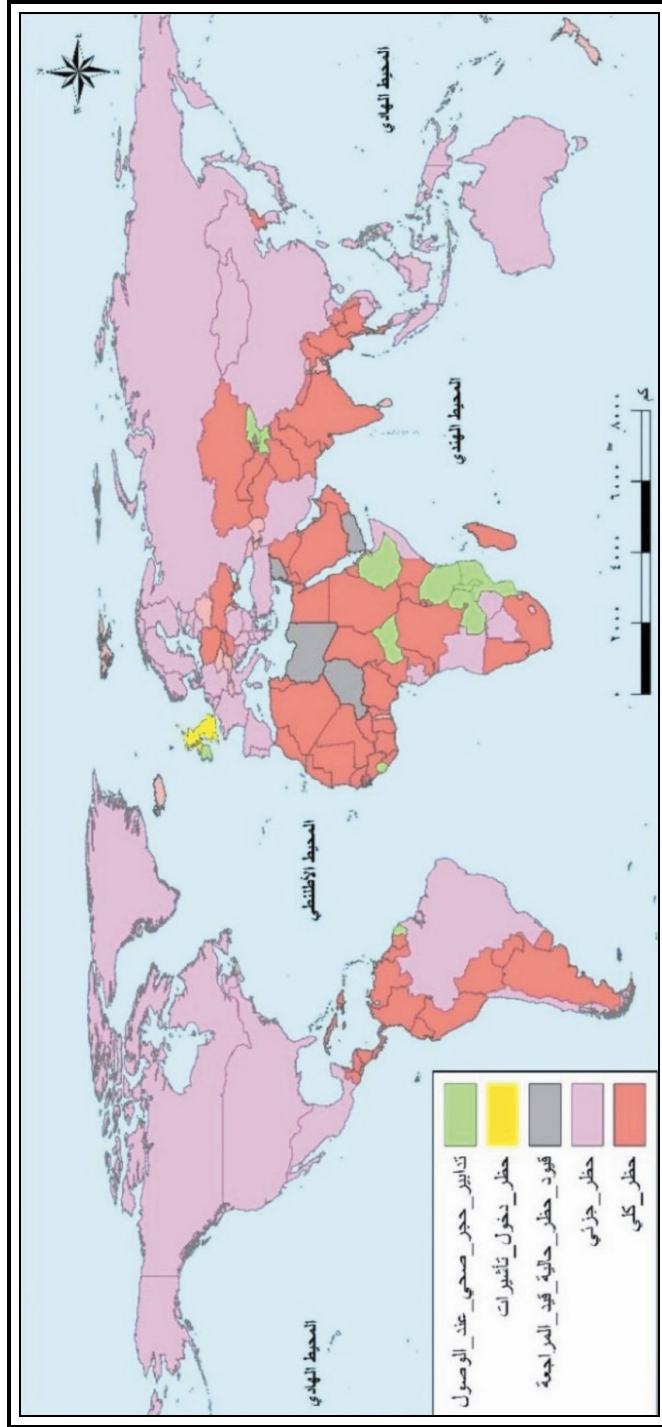 المحيط الهادي
المحيط الأطلنطي
المحيط الهندي
المحيط الهادي
حظر_كلي
حظر_جزئي
قيود_حظر_حالية_قيد_المراجعة
حظر_دخول_تأشيرات
تدابير_حجر_صحي_عند_الوصول
٠ ٢٠٠٠ ٤٠٠٠ ٦٠٠٠ ٨٠٠٠
كم